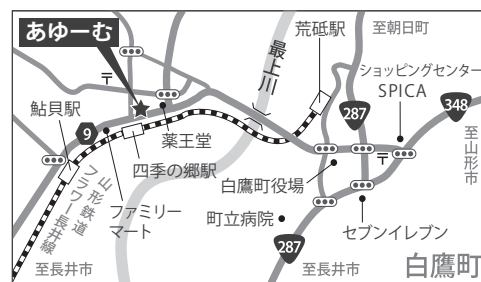 あゆーむ
荒砥駅
至朝日町
最上川
ショッピングセンター
SPICA
鮎貝駅
〒
287
348
9
薬王堂
至山形市
四季の郷駅
〒
白鷹町役場
山形鉄道
フラワー長井線
ファミリー
マート
町立病院
セブンイレブン
287
至長井市
至長井市
白鷹町